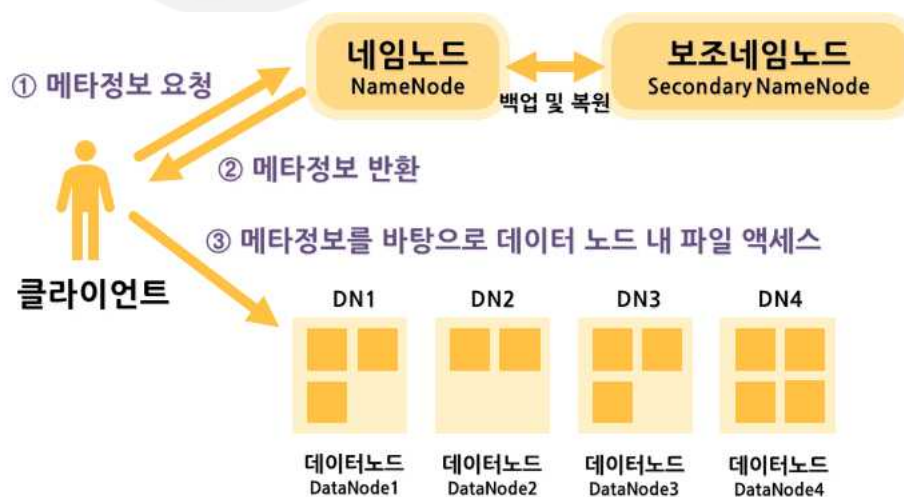 네임노드
NameNode
보조네임노드
Secondary NameNode
백업 및 복원
① 메타정보 요청
② 메타정보 반환
③ 메타정보를 바탕으로 데이터 노드 내 파일 액세스
클라이언트
DN1
DN2
DN3
DN4
데이터노드
DataNode1
데이터노드
DataNode2
데이터노드
DataNode3
데이터노드
DataNode4